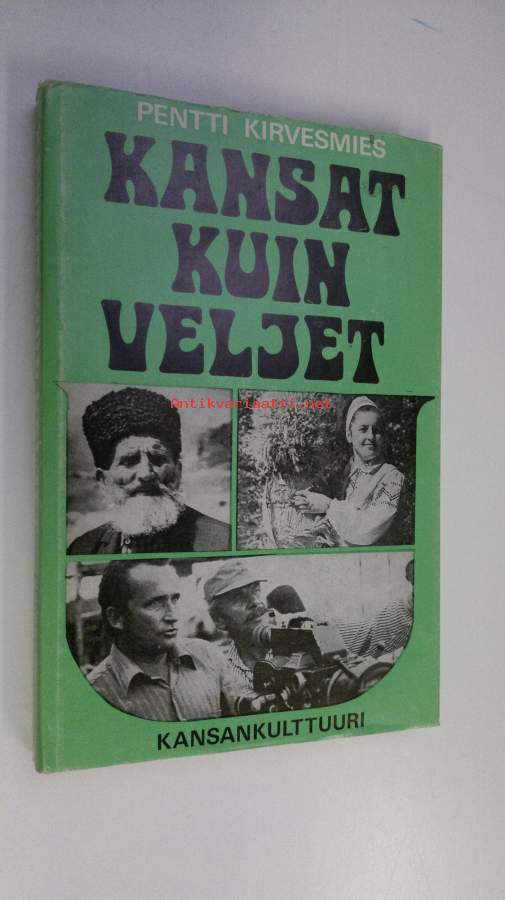 PENTTI KIRVESMIES
KANSAT
KUIN
VELJET
Antikvariaatti.net
KANSANKULTTUURI